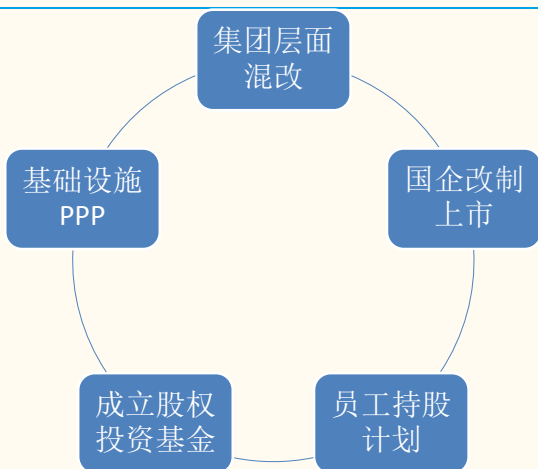 集团层面
混改
国企改制
上市
员工持股
计划
成立股权
投资基金
基础设施
PPP